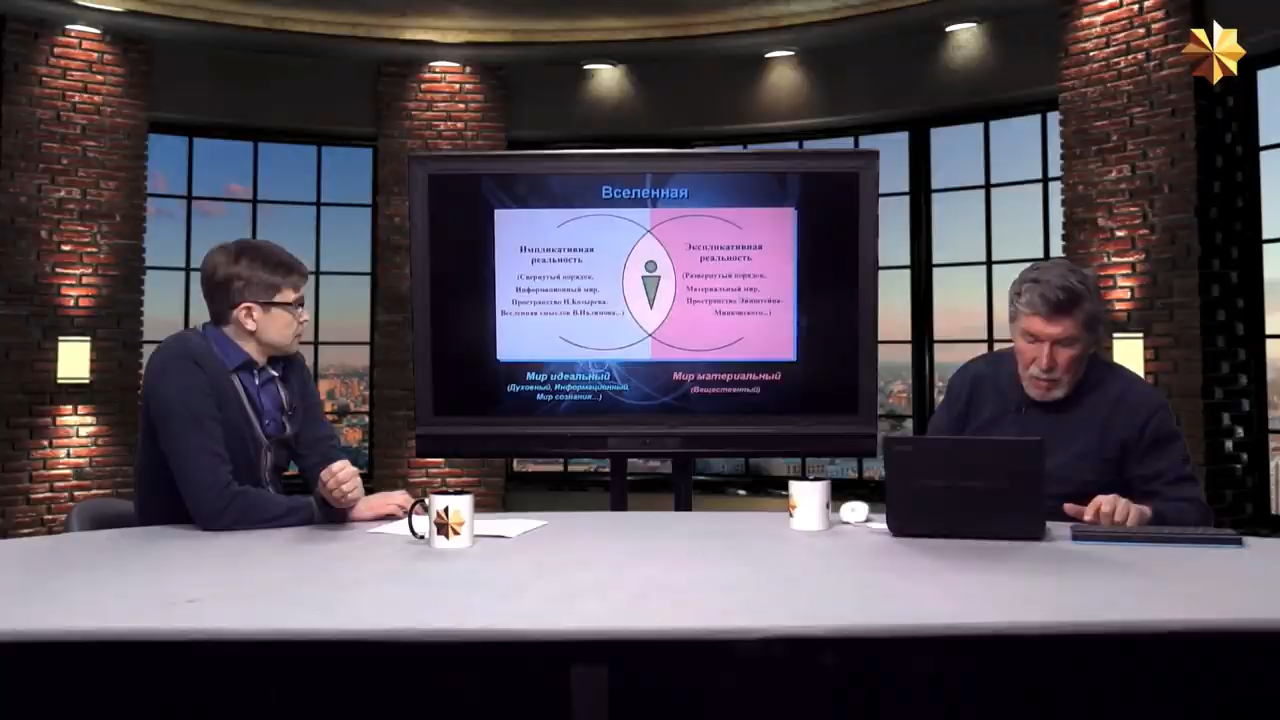 Вселенная
Импликативная
реальность
(Свернутый порядок,
Информационный мир,
Пространство Н.Козырева,
Вселенная смыслов В.Налимова...)
Экспликативная
реальность
(Развернутый порядок,
Материальный мир,
Пространство Эйнштейна-
Минковского...)
Мир идеальный
(Духовный, Информационный,
Мир сознания...)
Мир материальный
(Вещественный)